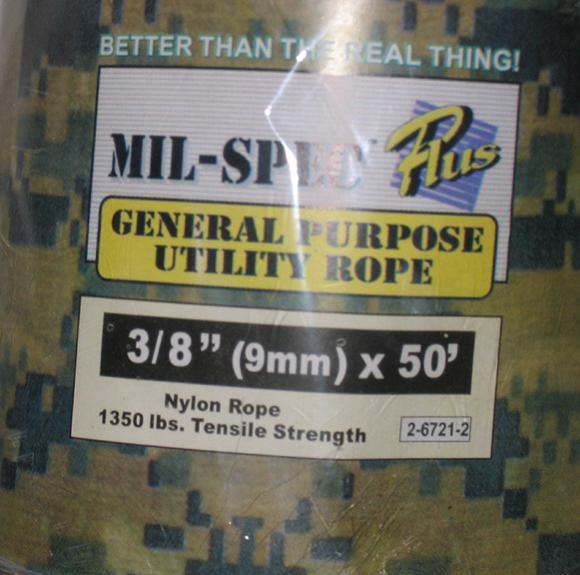 BETTER THAN THE REAL THING!
MIL-SPEC™ Plus
GENERAL PURPOSE
UTILITY ROPE
3/8” (9mm) x 50’
Nylon Rope
1350 lbs. Tensile Strength
2-6721-2